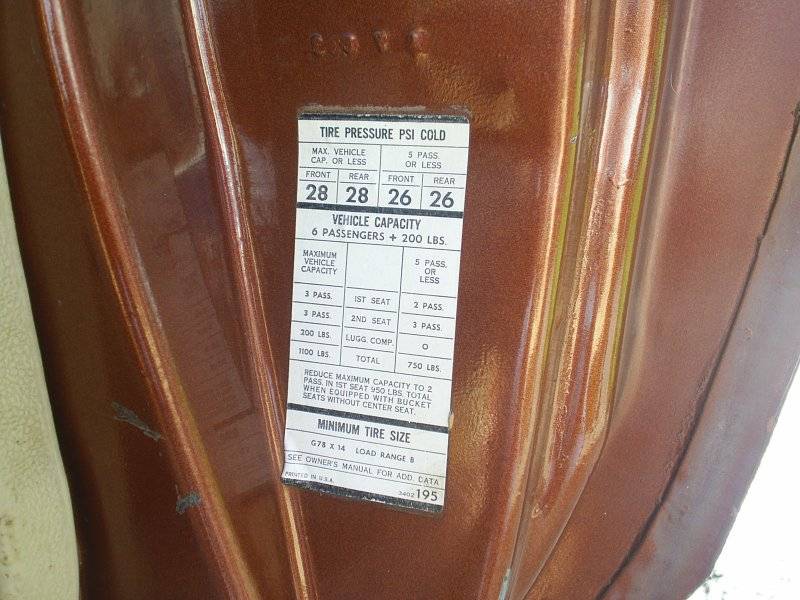 TIRE PRESSURE PSI COLD
MAX. VEHICLE CAP. OR LESS
5 PASS. OR LESS
FRONT REAR FRONT REAR
28 28 26 26
VEHICLE CAPACITY
6 PASSENGERS + 200 LBS.
MAXIMUM VEHICLE CAPACITY
5 PASS. OR LESS
3 PASS. 1ST SEAT 2 PASS.
3 PASS. 2ND SEAT 3 PASS.
200 LBS. LUGG. COMP. O
1100 LBS. TOTAL 750 LBS.
REDUCE MAXIMUM CAPACITY TO 2
PASS. IN 1ST SEAT 950 LBS. TOTAL
WHEN EQUIPPED WITH BUCKET
SEATS WITHOUT CENTER SEAT.
MINIMUM TIRE SIZE
G78 X 14 LOAD RANGE B
SEE OWNER'S MANUAL FOR ADD. DATA
PRINTED IN U.S.A. 3402 195